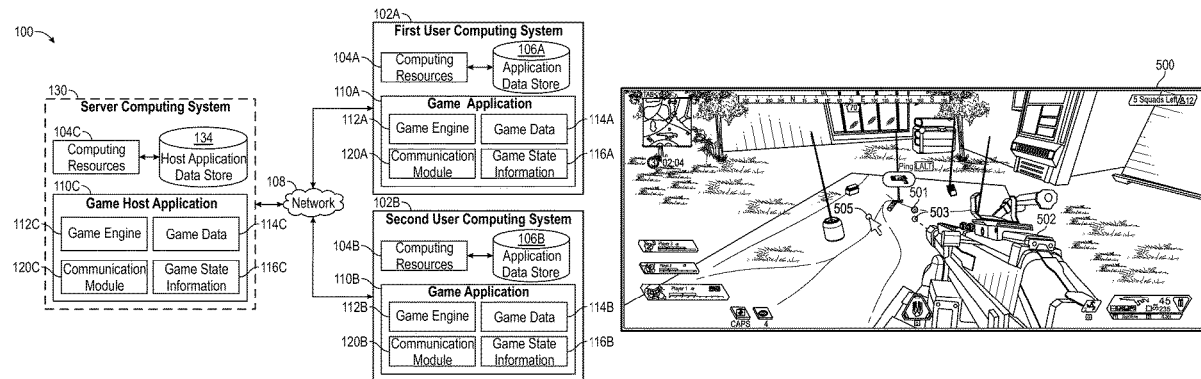 100
130
Server Computing System
104C
Computing
Resources
134
Host Application
Data Store
110C
Game Host Application
112C
Game Engine
Game Data
114C
120C
Communication
Module
Game State
Information
116C
108
Network
102A
First User Computing System
104A
Computing
Resources
106A
Application
Data Store
110A
Game Application
112A
Game Engine
Game Data
114A
120A
Communication
Module
Game State
Information
116A
102B
Second User Computing System
104B
Computing
Resources
106B
Application
Data Store
110B
Game Application
112B
Game Engine
Game Data
114B
120B
Communication
Module
Game State
Information
116B
500
5 Squads Left
12
N
E
S
02:04
Ping LALT
501
503
505
502
Player 1
CAPS
4
45
235